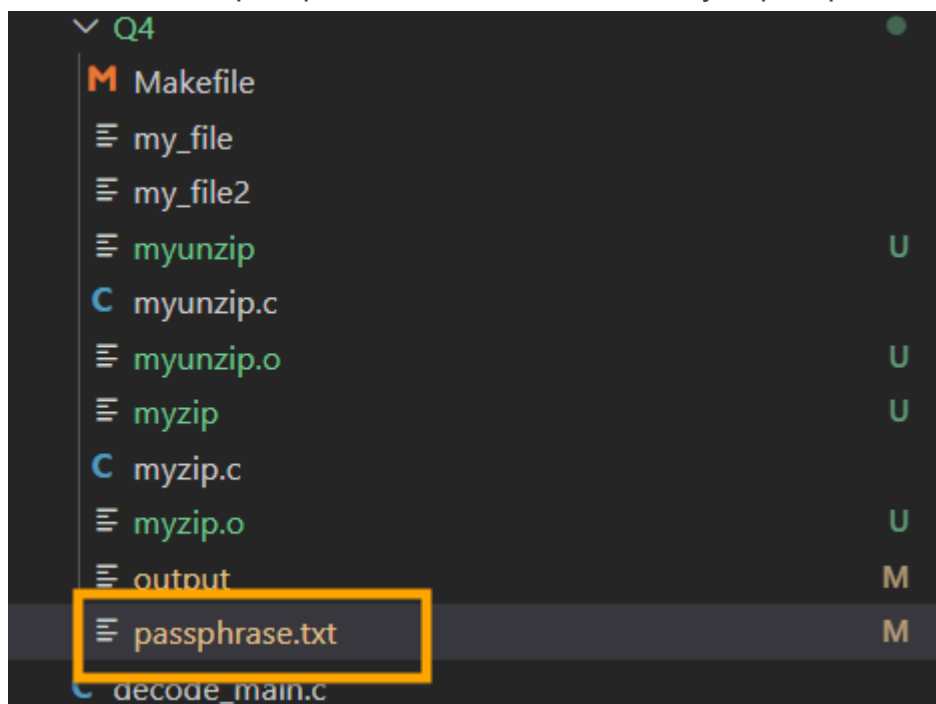 Q4
M Makefile
my_file
my_file2
myunzip U
C myunzip.c
myunzip.o U
myzip U
C myzip.c
myzip.o U
output M
passphrase.txt M
C decode_main.c